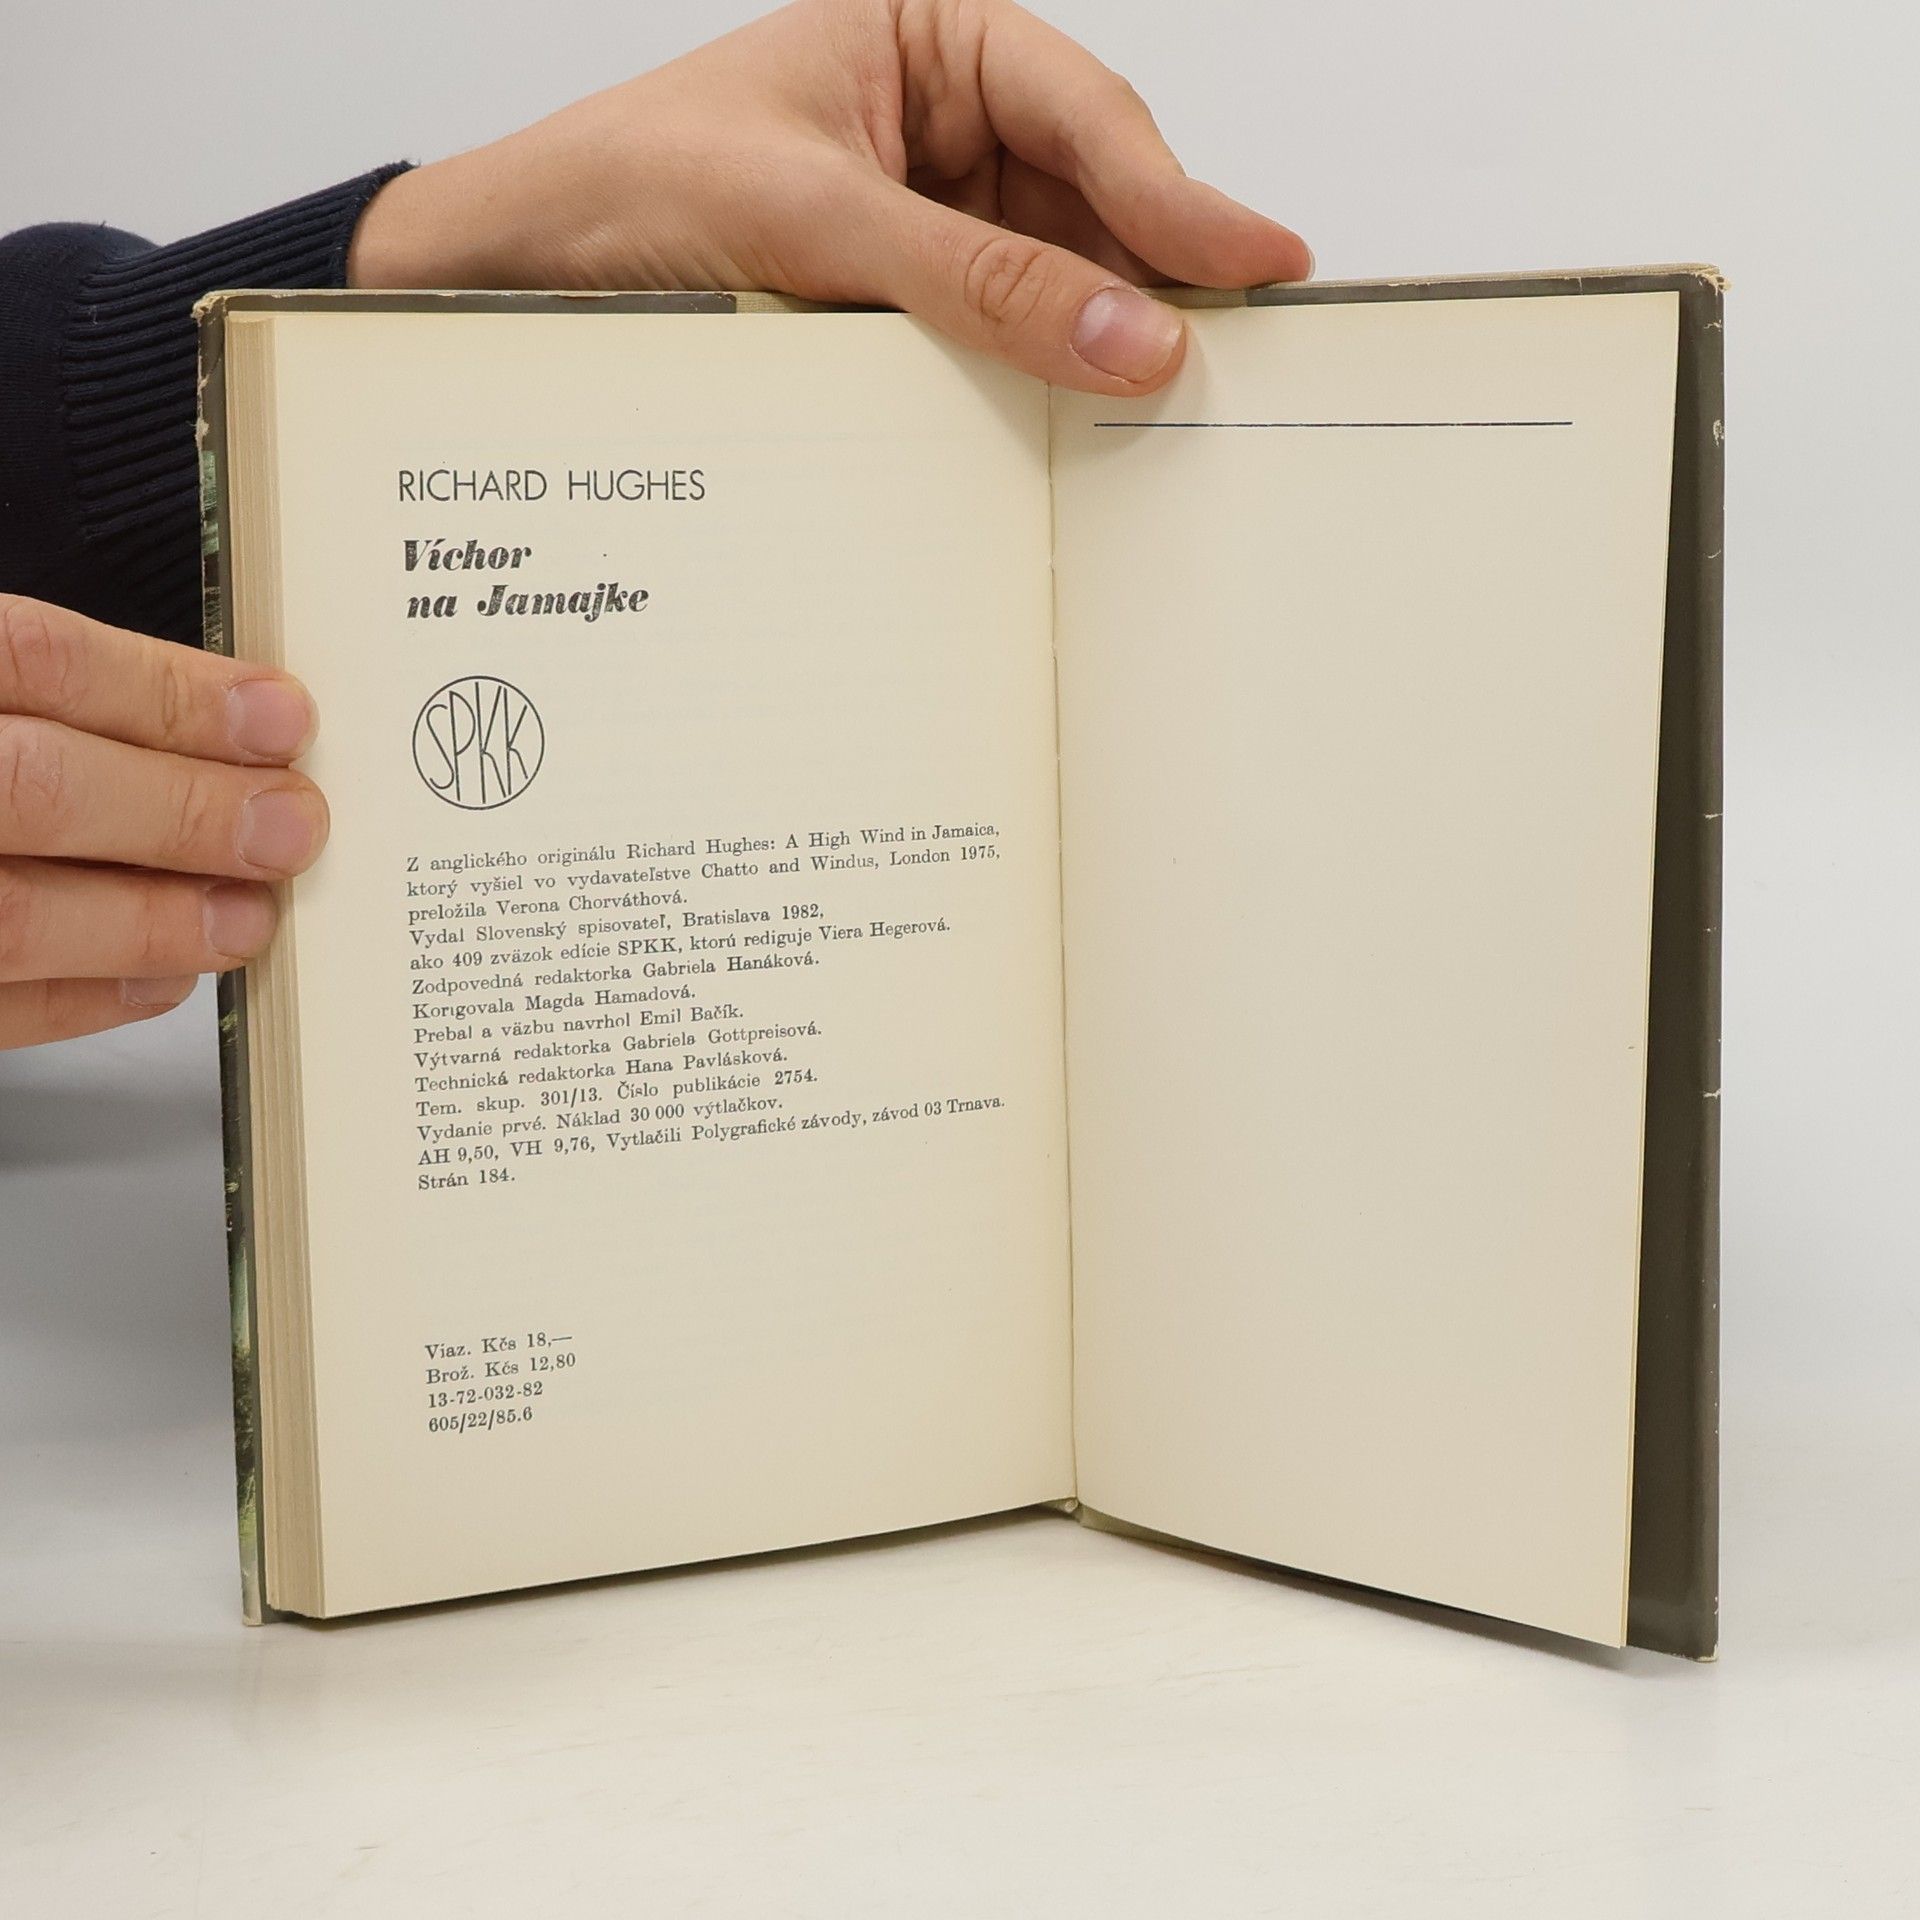 RICHARD HUGHES
Víchor
na Jamajke
SPKK
Z anglického originálu Richard Hughes: A High Wind in Jamaica,
ktorý vyšiel vo vydavateľstve Chatto and Windus, London 1975,
preložila Verona Chorváthová.
Vydal Slovenský spisovateľ, Bratislava 1982,
ako 409 zväzok edície SPKK, ktorú rediguje Viera Hegerová.
Zodpovedná redaktorka Gabriela Hanáková.
Korigovala Magda Hamadová.
Prebal a väzbu navrhol Emil Bačík.
Výtvarná redaktorka Gabriela Gottpreisová.
Technická redaktorka Hana Pavlásková.
Tem. skup. 301/13. Číslo publikácie 2754.
Vydanie prvé. Náklad 30 000 výtlačkov.
AH 9,50, VH 9,76, Vytlačili Polygrafické závody, závod 03 Trnava.
Strán 184.
Viaz. Kčs 18,—
Brož. Kčs 12,80
13-72-032-82
605/22/85.6